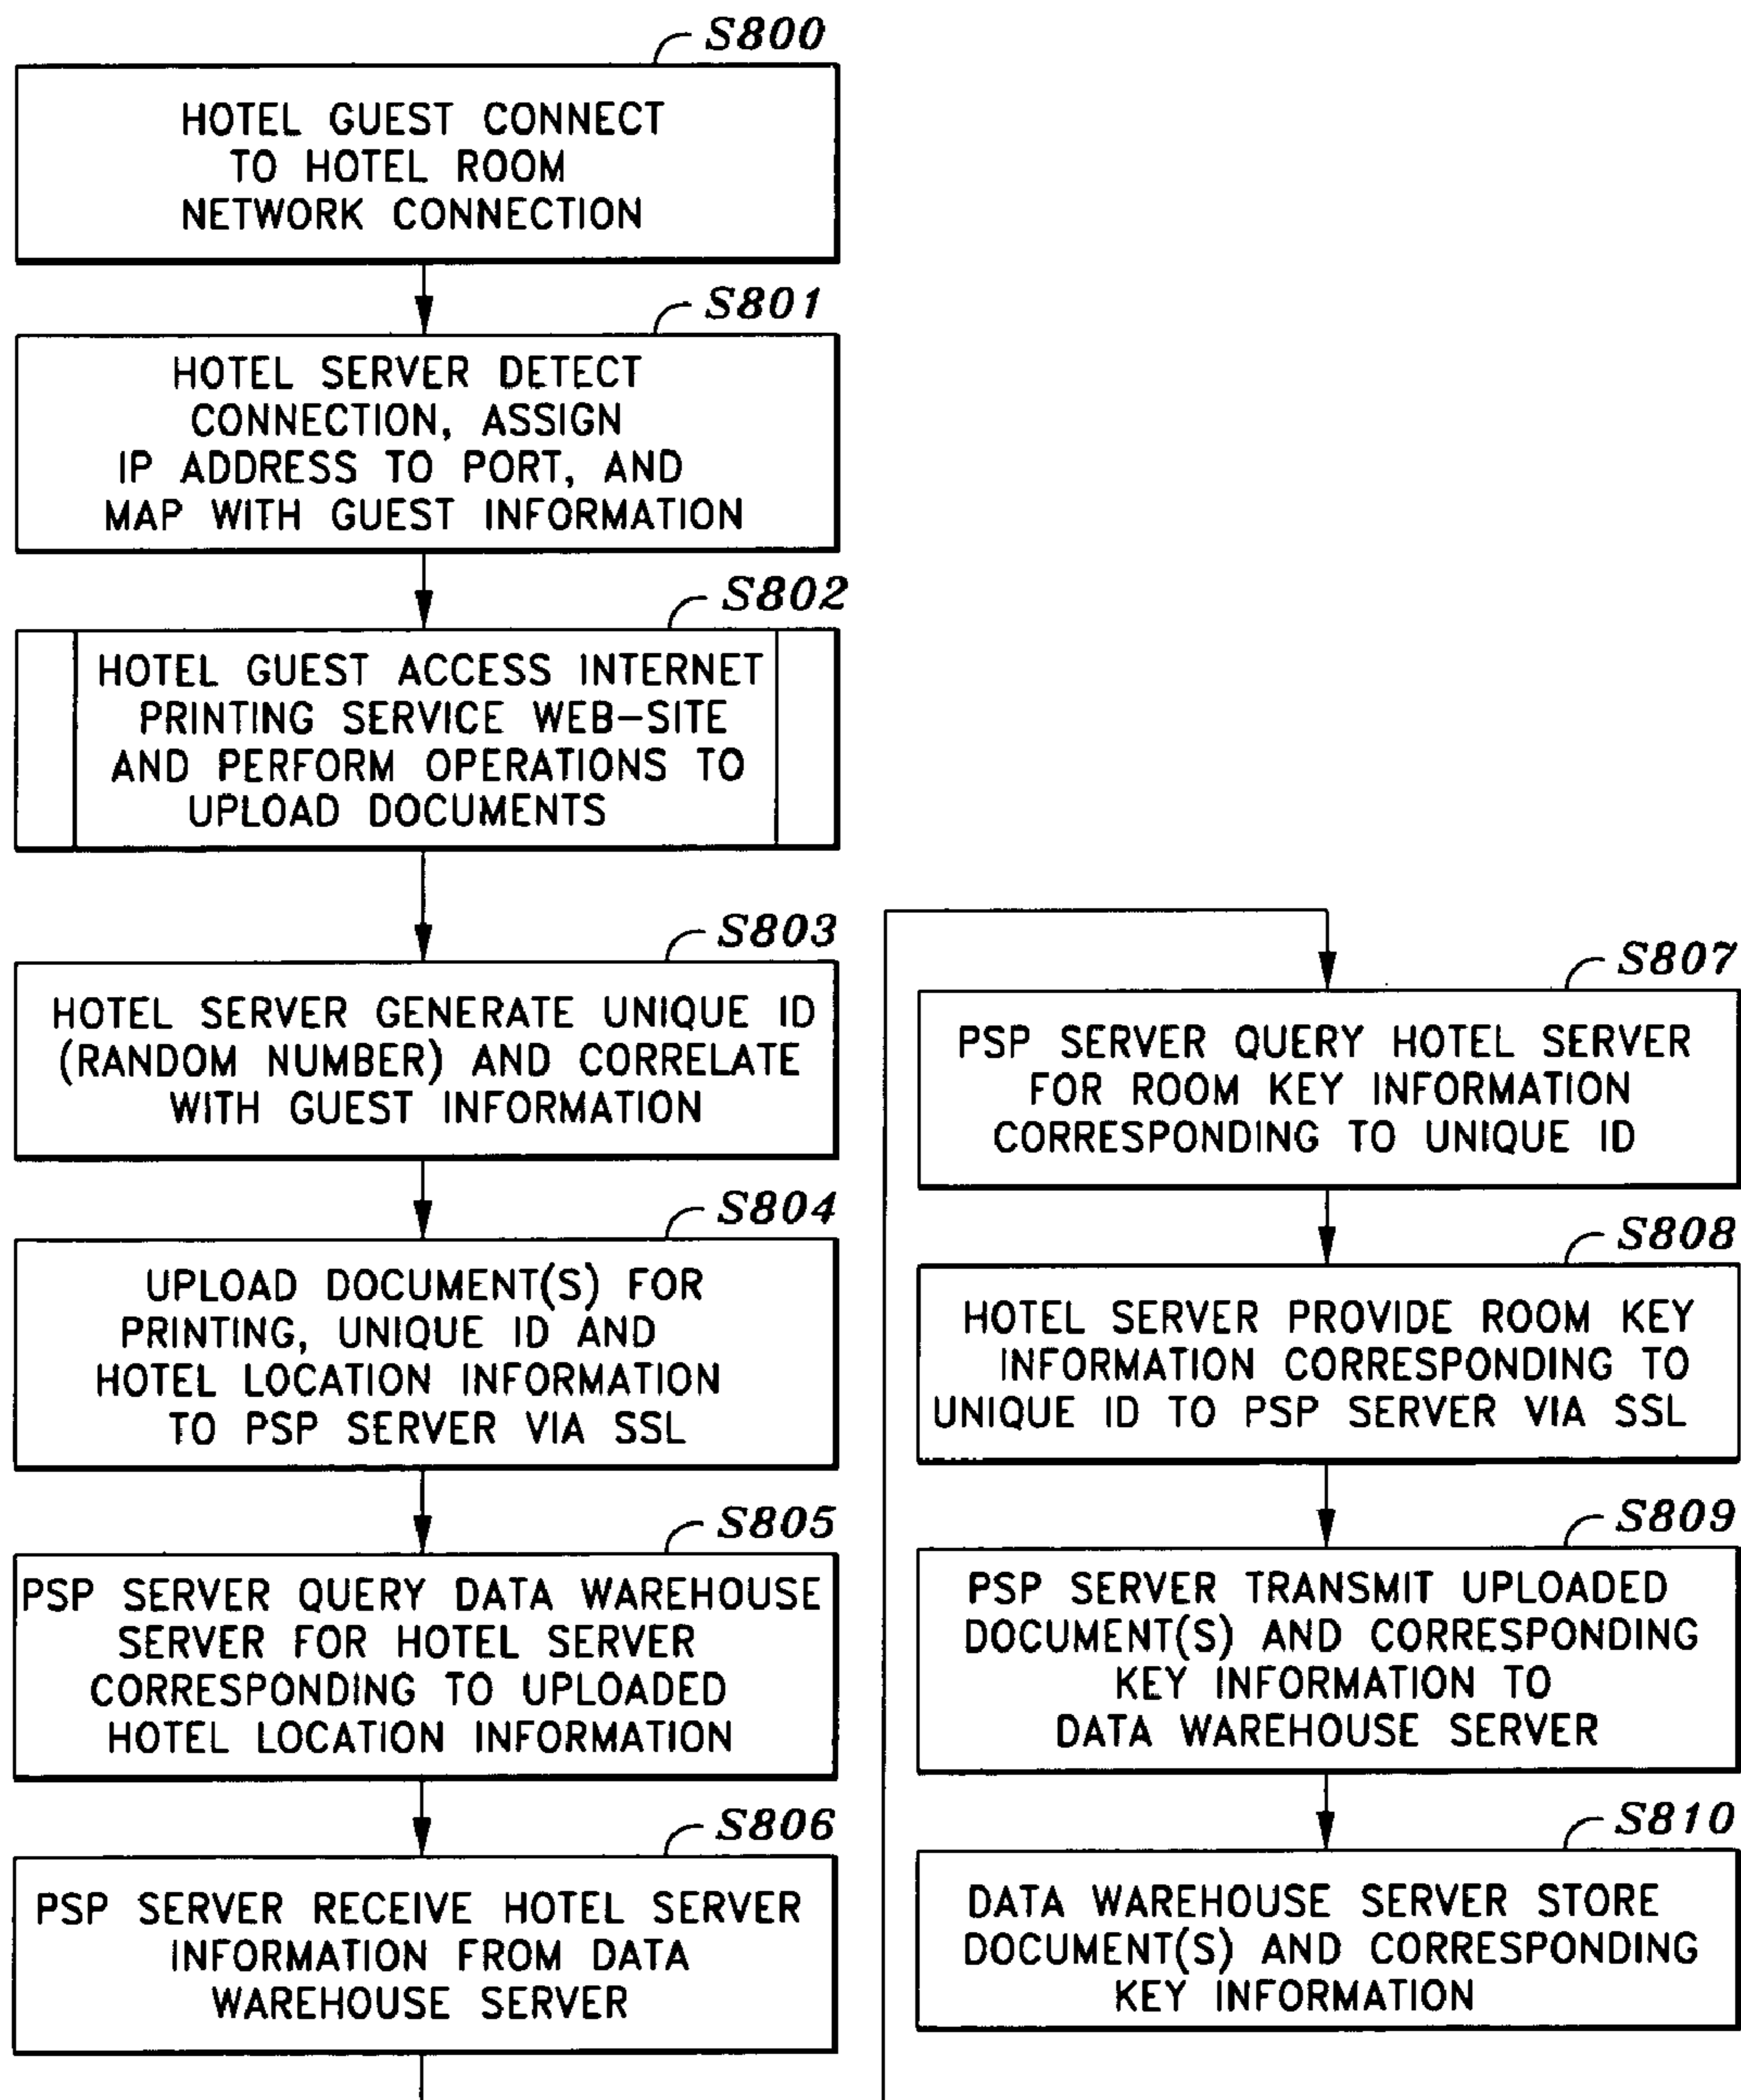 S800
HOTEL GUEST CONNECT
TO HOTEL ROOM
NETWORK CONNECTION
S801
HOTEL SERVER DETECT
CONNECTION, ASSIGN
IP ADDRESS TO PORT, AND
MAP WITH GUEST INFORMATION
S802
HOTEL GUEST ACCESS INTERNET
PRINTING SERVICE WEB-SITE
AND PERFORM OPERATIONS TO
UPLOAD DOCUMENTS
S803
HOTEL SERVER GENERATE UNIQUE ID
(RANDOM NUMBER) AND CORRELATE
WITH GUEST INFORMATION
S804
UPLOAD DOCUMENT(S) FOR
PRINTING, UNIQUE ID AND
HOTEL LOCATION INFORMATION
TO PSP SERVER VIA SSL
S805
PSP SERVER QUERY DATA WAREHOUSE
SERVER FOR HOTEL SERVER
CORRESPONDING TO UPLOADED
HOTEL LOCATION INFORMATION
S806
PSP SERVER RECEIVE HOTEL SERVER
INFORMATION FROM DATA
WAREHOUSE SERVER
S807
PSP SERVER QUERY HOTEL SERVER
FOR ROOM KEY INFORMATION
CORRESPONDING TO UNIQUE ID
S808
HOTEL SERVER PROVIDE ROOM KEY
INFORMATION CORRESPONDING TO
UNIQUE ID TO PSP SERVER VIA SSL
S809
PSP SERVER TRANSMIT UPLOADED
DOCUMENT(S) AND CORRESPONDING
KEY INFORMATION TO
DATA WAREHOUSE SERVER
S810
DATA WAREHOUSE SERVER STORE
DOCUMENT(S) AND CORRESPONDING
KEY INFORMATION